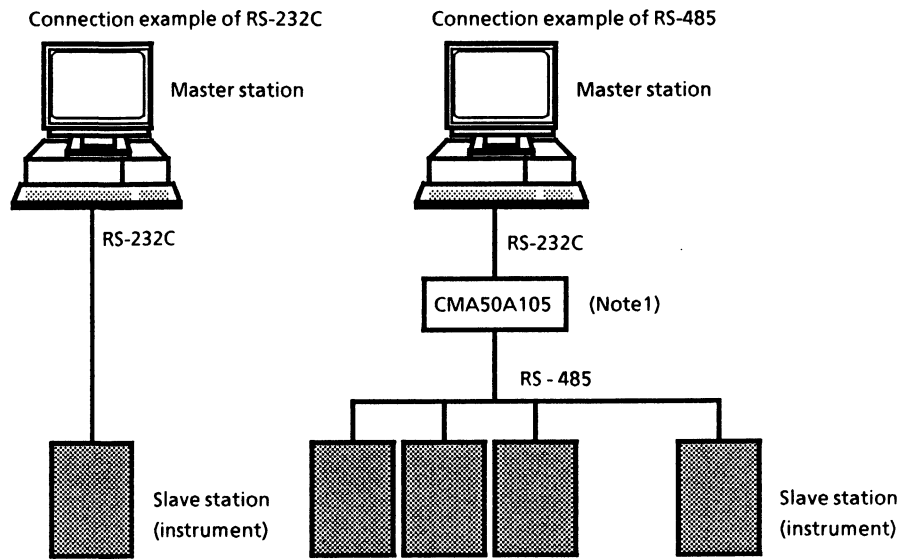 Connection example of RS-232C
Master station
RS-232C
Slave station
(instrument)
Connection example of RS-485
Master station
RS-232C
CMA50A105
(Note1)
RS - 485
Slave station
(instrument)